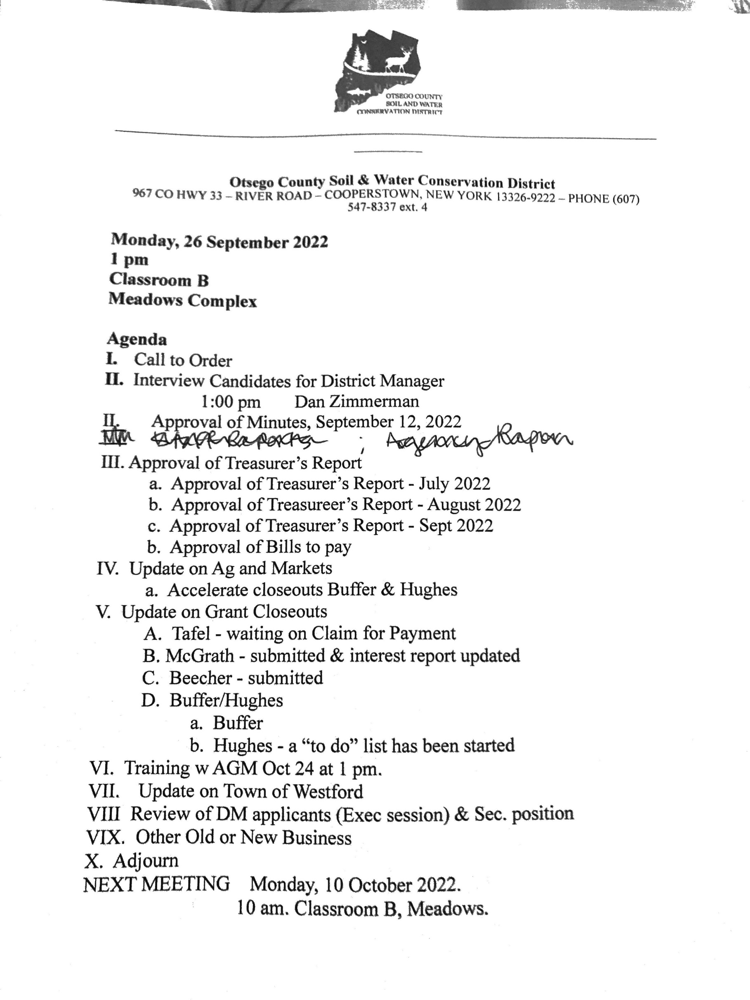 OTSEGO COUNTY
SOIL AND WATER
CONSERVATION DISTRICT
Otsego County Soil & Water Conservation District
967 CO HWY 33 – RIVER ROAD – COOPERSTOWN, NEW YORK 13326-9222 – PHONE (607)
547-8337 ext. 4
Monday, 26 September 2022
1 pm
Classroom B
Meadows Complex
Agenda
I. Call to Order
II. Interview Candidates for District Manager
1:00 pm Dan Zimmerman
II. Approval of Minutes, September 12, 2022
Staff Reports ; Agency Report
III. Approval of Treasurer's Report
a. Approval of Treasurer's Report - July 2022
b. Approval of Treasureer's Report - August 2022
c. Approval of Treasurer's Report - Sept 2022
b. Approval of Bills to pay
IV. Update on Ag and Markets
a. Accelerate closeouts Buffer & Hughes
V. Update on Grant Closeouts
A. Tafel - waiting on Claim for Payment
B. McGrath - submitted & interest report updated
C. Beecher - submitted
D. Buffer/Hughes
a. Buffer
b. Hughes - a “to do” list has been started
VI. Training w AGM Oct 24 at 1 pm.
VII. Update on Town of Westford
VIII Review of DM applicants (Exec session) & Sec. position
VIX. Other Old or New Business
X. Adjourn
NEXT MEETING Monday, 10 October 2022.
10 am. Classroom B, Meadows.